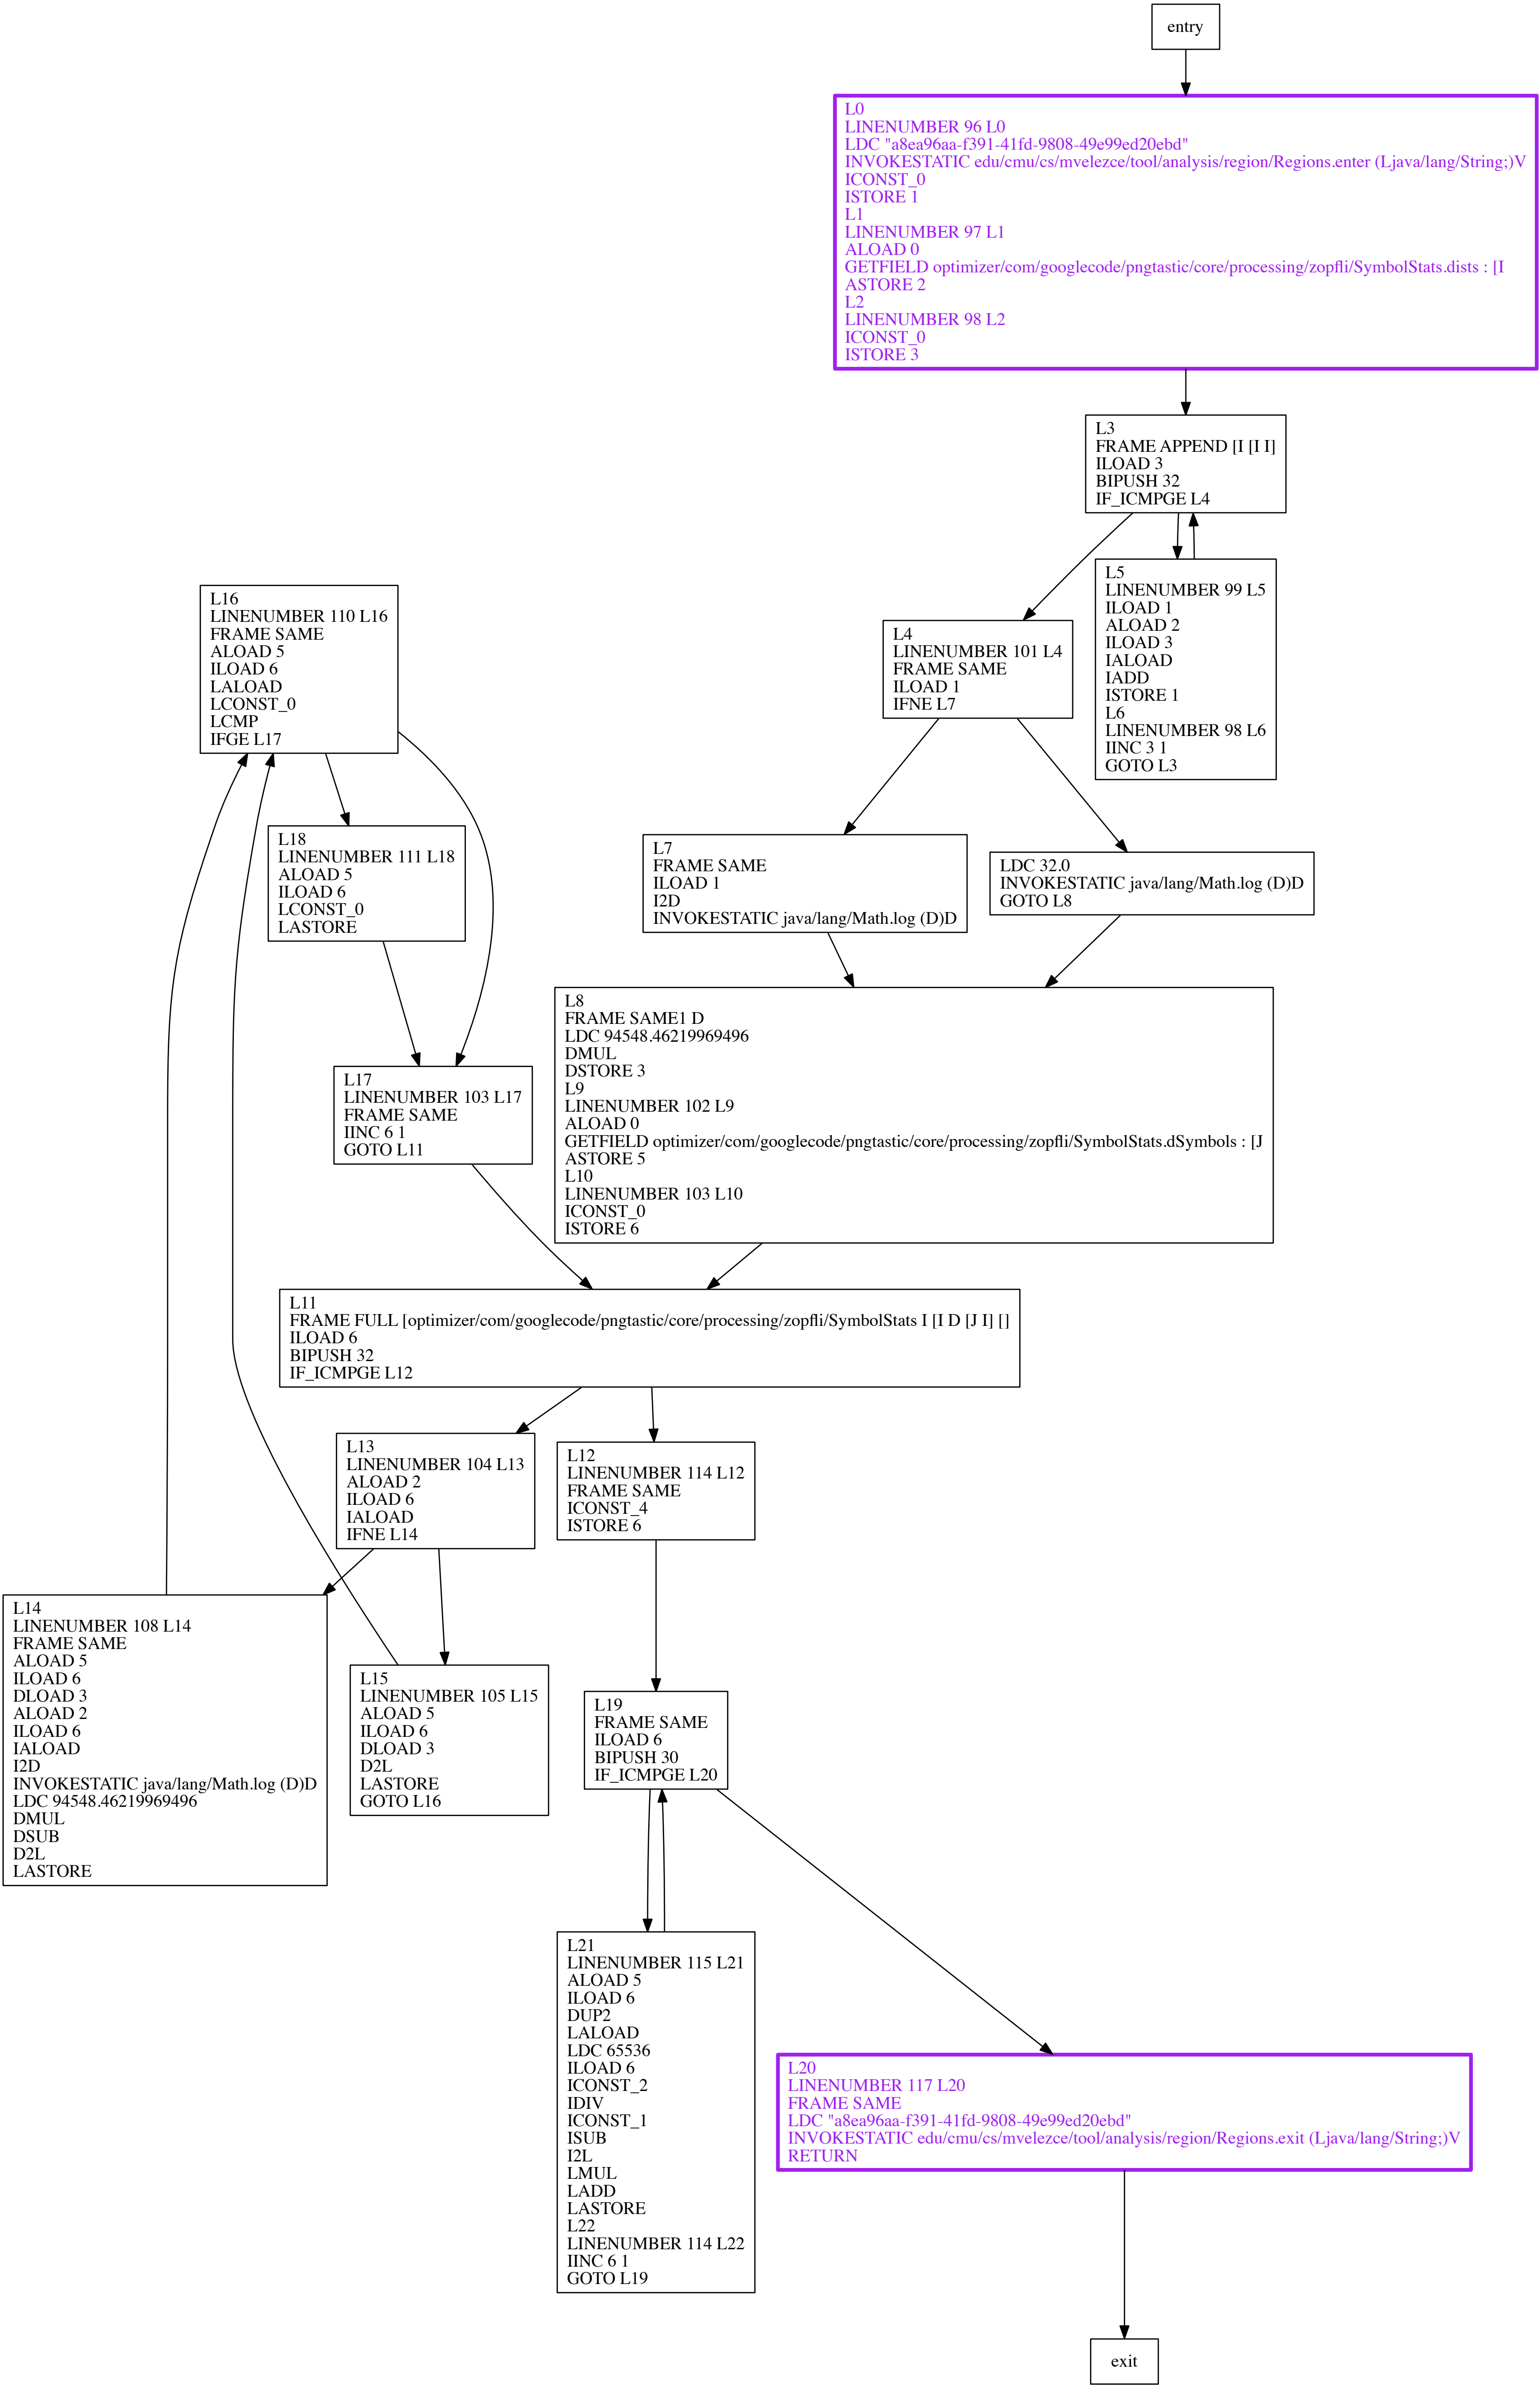 entry
L0
LINENUMBER 96 L0
LDC "a8ea96aa-f391-41fd-9808-49e99ed20ebd"
INVOKESTATIC edu/cmu/cs/mvelezce/tool/analysis/region/Regions.enter (Ljava/lang/String;)V
ICONST_0
ISTORE 1
L1
LINENUMBER 97 L1
ALOAD 0
GETFIELD optimizer/com/googlecode/pngtastic/core/processing/zopfli/SymbolStats.dists : [I
ASTORE 2
L2
LINENUMBER 98 L2
ICONST_0
ISTORE 3
L3
FRAME APPEND [I [I I]
ILOAD 3
BIPUSH 32
IF_ICMPGE L4
L5
LINENUMBER 99 L5
ILOAD 1
ALOAD 2
ILOAD 3
IALOAD
IADD
ISTORE 1
L6
LINENUMBER 98 L6
IINC 3 1
GOTO L3
L4
LINENUMBER 101 L4
FRAME SAME
ILOAD 1
IFNE L7
L7
FRAME SAME
ILOAD 1
I2D
INVOKESTATIC java/lang/Math.log (D)D
LDC 32.0
INVOKESTATIC java/lang/Math.log (D)D
GOTO L8
L8
FRAME SAME1 D
LDC 94548.46219969496
DMUL
DSTORE 3
L9
LINENUMBER 102 L9
ALOAD 0
GETFIELD optimizer/com/googlecode/pngtastic/core/processing/zopfli/SymbolStats.dSymbols : [J
ASTORE 5
L10
LINENUMBER 103 L10
ICONST_0
ISTORE 6
L16
LINENUMBER 110 L16
FRAME SAME
ALOAD 5
ILOAD 6
LALOAD
LCONST_0
LCMP
IFGE L17
L18
LINENUMBER 111 L18
ALOAD 5
ILOAD 6
LCONST_0
LASTORE
L17
LINENUMBER 103 L17
FRAME SAME
IINC 6 1
GOTO L11
L11
FRAME FULL [optimizer/com/googlecode/pngtastic/core/processing/zopfli/SymbolStats I [I D [J I] []
ILOAD 6
BIPUSH 32
IF_ICMPGE L12
L13
LINENUMBER 104 L13
ALOAD 2
ILOAD 6
IALOAD
IFNE L14
L12
LINENUMBER 114 L12
FRAME SAME
ICONST_4
ISTORE 6
L14
LINENUMBER 108 L14
FRAME SAME
ALOAD 5
ILOAD 6
DLOAD 3
ALOAD 2
ILOAD 6
IALOAD
I2D
INVOKESTATIC java/lang/Math.log (D)D
LDC 94548.46219969496
DMUL
DSUB
D2L
LASTORE
L15
LINENUMBER 105 L15
ALOAD 5
ILOAD 6
DLOAD 3
D2L
LASTORE
GOTO L16
L19
FRAME SAME
ILOAD 6
BIPUSH 30
IF_ICMPGE L20
L21
LINENUMBER 115 L21
ALOAD 5
ILOAD 6
DUP2
LALOAD
LDC 65536
ILOAD 6
ICONST_2
IDIV
ICONST_1
ISUB
I2L
LMUL
LADD
LASTORE
L22
LINENUMBER 114 L22
IINC 6 1
GOTO L19
L20
LINENUMBER 117 L20
FRAME SAME
LDC "a8ea96aa-f391-41fd-9808-49e99ed20ebd"
INVOKESTATIC edu/cmu/cs/mvelezce/tool/analysis/region/Regions.exit (Ljava/lang/String;)V
RETURN
exit